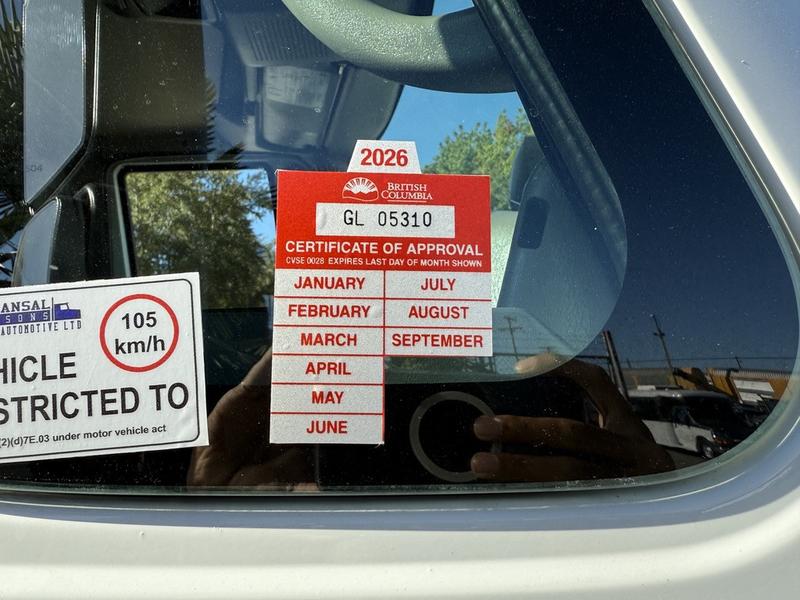 2026
BRITISH
COLUMBIA
GL 05310
CERTIFICATE OF APPROVAL
CVSE 0028 EXPIRES LAST DAY OF MONTH SHOWN
JANUARY JULY
FEBRUARY AUGUST
MARCH SEPTEMBER
APRIL
MAY
JUNE
ANSAL
SONS
AUTOMOTIVE LTD
105
km/h
HICLE
STRICTED TO
(2)(d)7E.03 under motor vehicle act
504